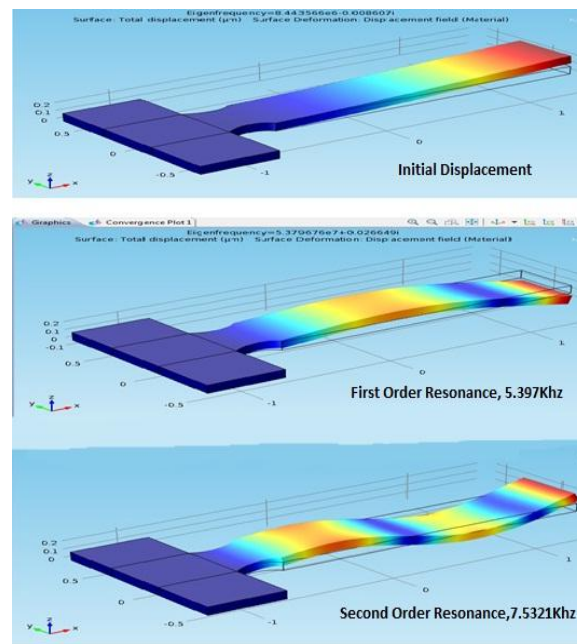 Eigenfrequency=8.443566e6-0.008607i
Surface: Total displacement (μm) Surface Deformation: Displacement field (Material)
0.2
0.1
0
0.5
0
-0.5
-1
0
1
y z x
Initial Displacement
Graphics Convergence Plot 1
Eigenfrequency=5.379676e7+0.026649i
Surface: Total displacement (μm) Surface Deformation: Displacement field (Material)
0.2
0.1
0
-0.1
0.5
0
-0.5
-1
0
1
y z x
First Order Resonance, 5.397Khz
0.2
0.1
0
0.5
0
-0.5
-1
0
1
y z x
Second Order Resonance,7.5321Khz